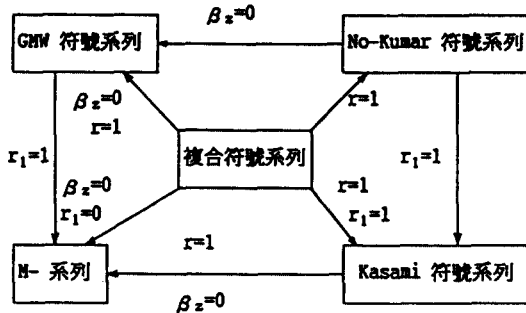 GMW 符號系列
β z=0
No-Kumar 符號系列
β z=0
r=1
r=1
r₁=1
複合符號系列
r₁=1
β z=0
r₁=0
r=1
r₁=1
r=1
M- 系列
Kasami 符號系列
β z=0